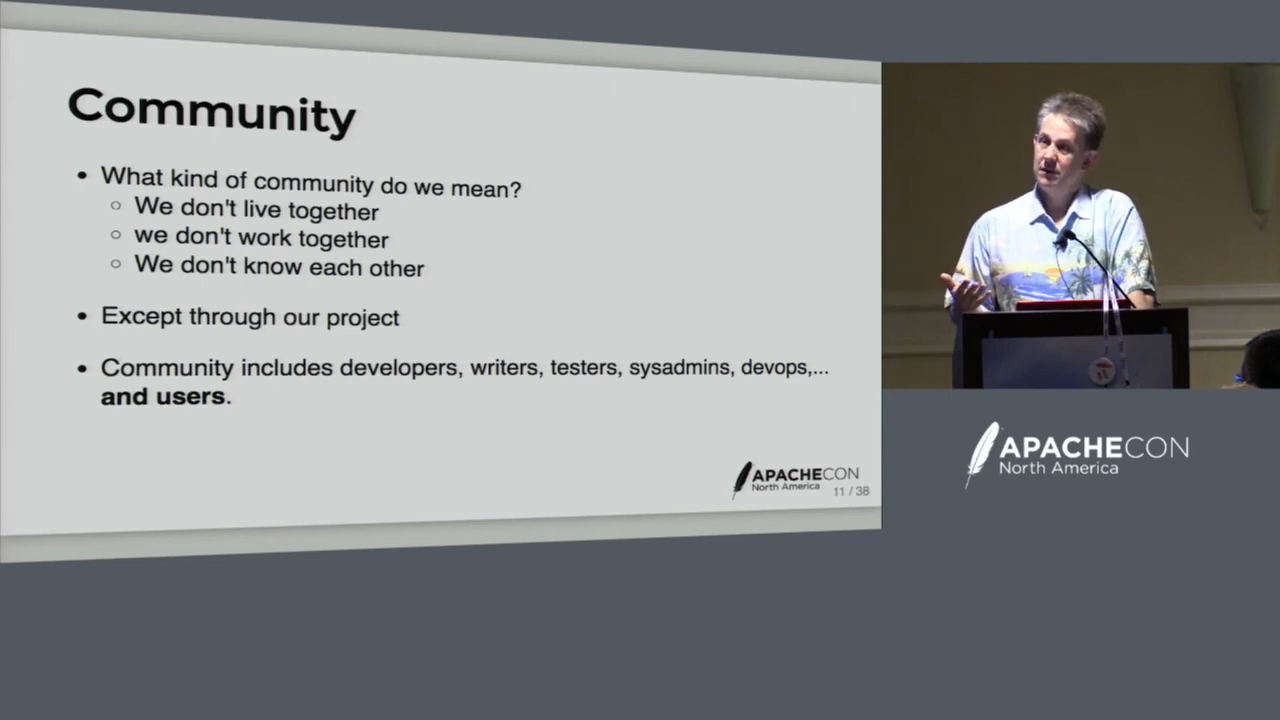 Community
• What kind of community do we mean?
○ We don't live together
○ we don't work together
○ We don't know each other
• Except through our project
• Community includes developers, writers, testers, sysadmins, devops,...
and users.
APACHECON
North America
11 / 38
APACHECON
North America